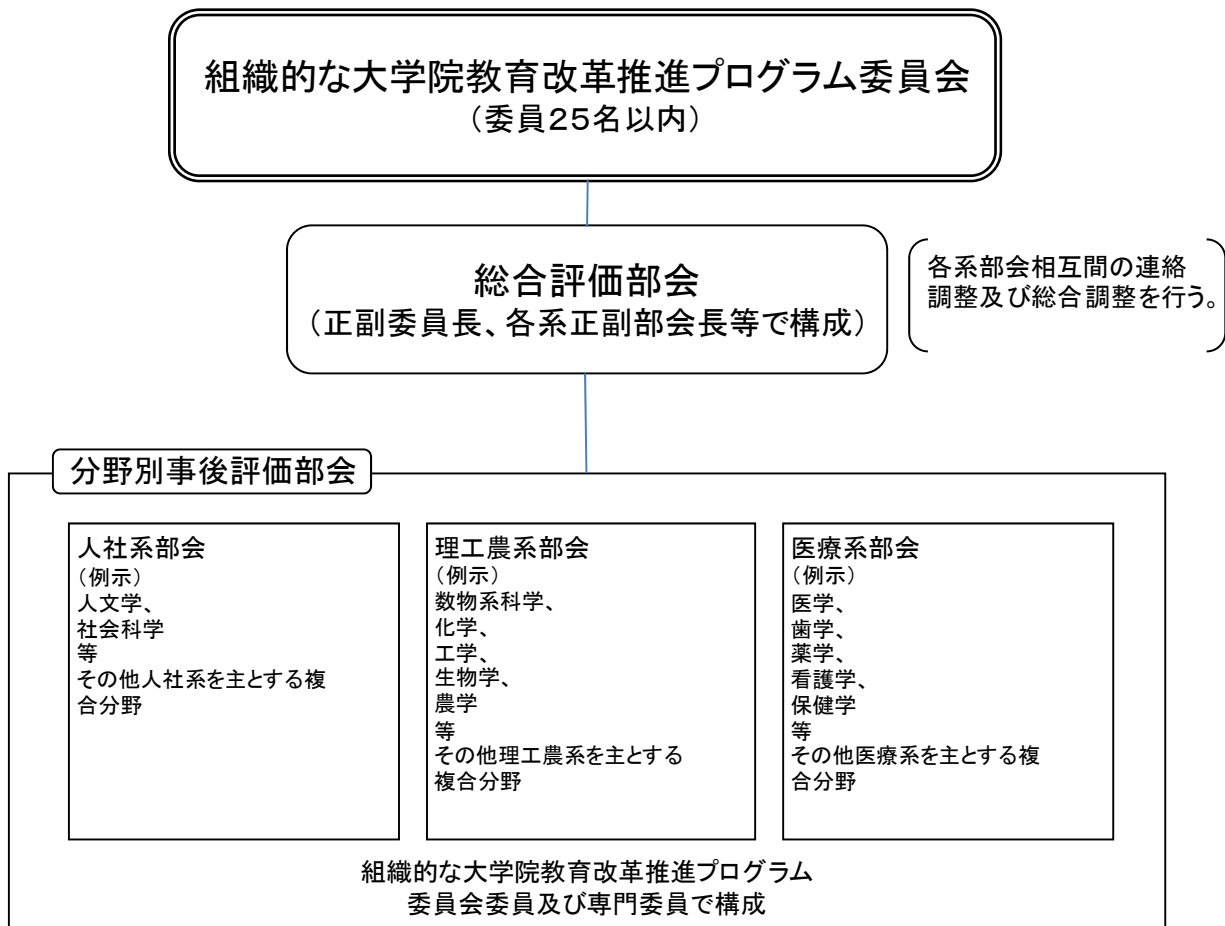 組織的な大学院教育改革推進プログラム委員会
（委員２５名以内）
総合評価部会
（正副委員長、各系正副部会長等で構成）
各系部会相互間の連絡
調整及び総合調整を行う。
分野別事後評価部会
人社系部会
（例示）
人文学、
社会科学
等
その他人社系を主とする複
合分野
理工農系部会
（例示）
数物系科学、
化学、
工学、
生物学、
農学
等
その他理工農系を主とする
複合分野
医療系部会
（例示）
医学、
歯学、
薬学、
看護学、
保健学
等
その他医療系を主とする複
合分野
組織的な大学院教育改革推進プログラム
委員会委員及び専門委員で構成